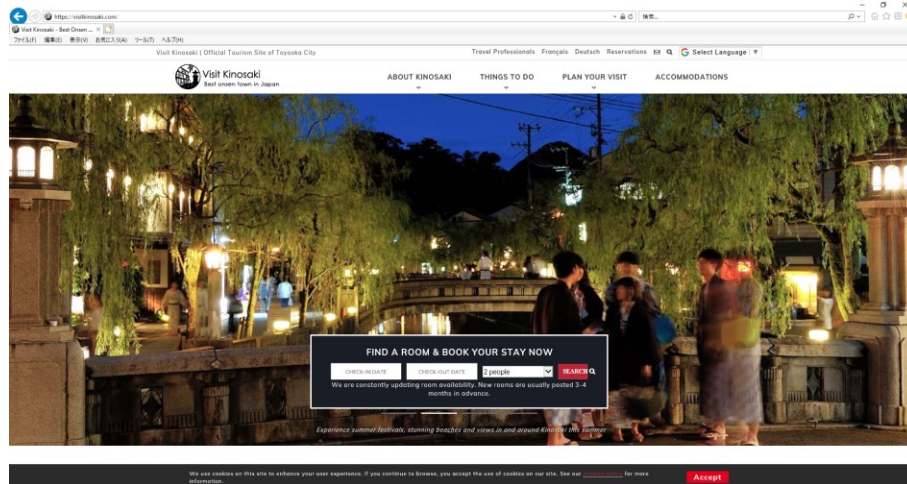 https://visitkinosaki.com/
検索...
Visit Kinosaki - Best Onsen ...
ファイル(F) 編集(E) 表示(V) お気に入り(A) ツール(T) ヘルプ(H)
Visit Kinosaki | Official Tourism Site of Toyooka City
Travel Professionals Français Deutsch Reservations
Select Language
Visit Kinosaki
Best onsen town in Japan
ABOUT KINOSAKI THINGS TO DO PLAN YOUR VISIT ACCOMMODATIONS
FIND A ROOM & BOOK YOUR STAY NOW
CHECK-IN DATE CHECK-OUT DATE 2 people SEARCH
We are constantly updating room availability. New rooms are usually posted 3-4
months in advance.
Experience summer festivals, stunning beaches and views in and around Kinosaki this summer
We use cookies on this site to enhance your user experience. If you continue to browse, you accept the use of cookies on our site. See our cookies policy for more
information.
Accept